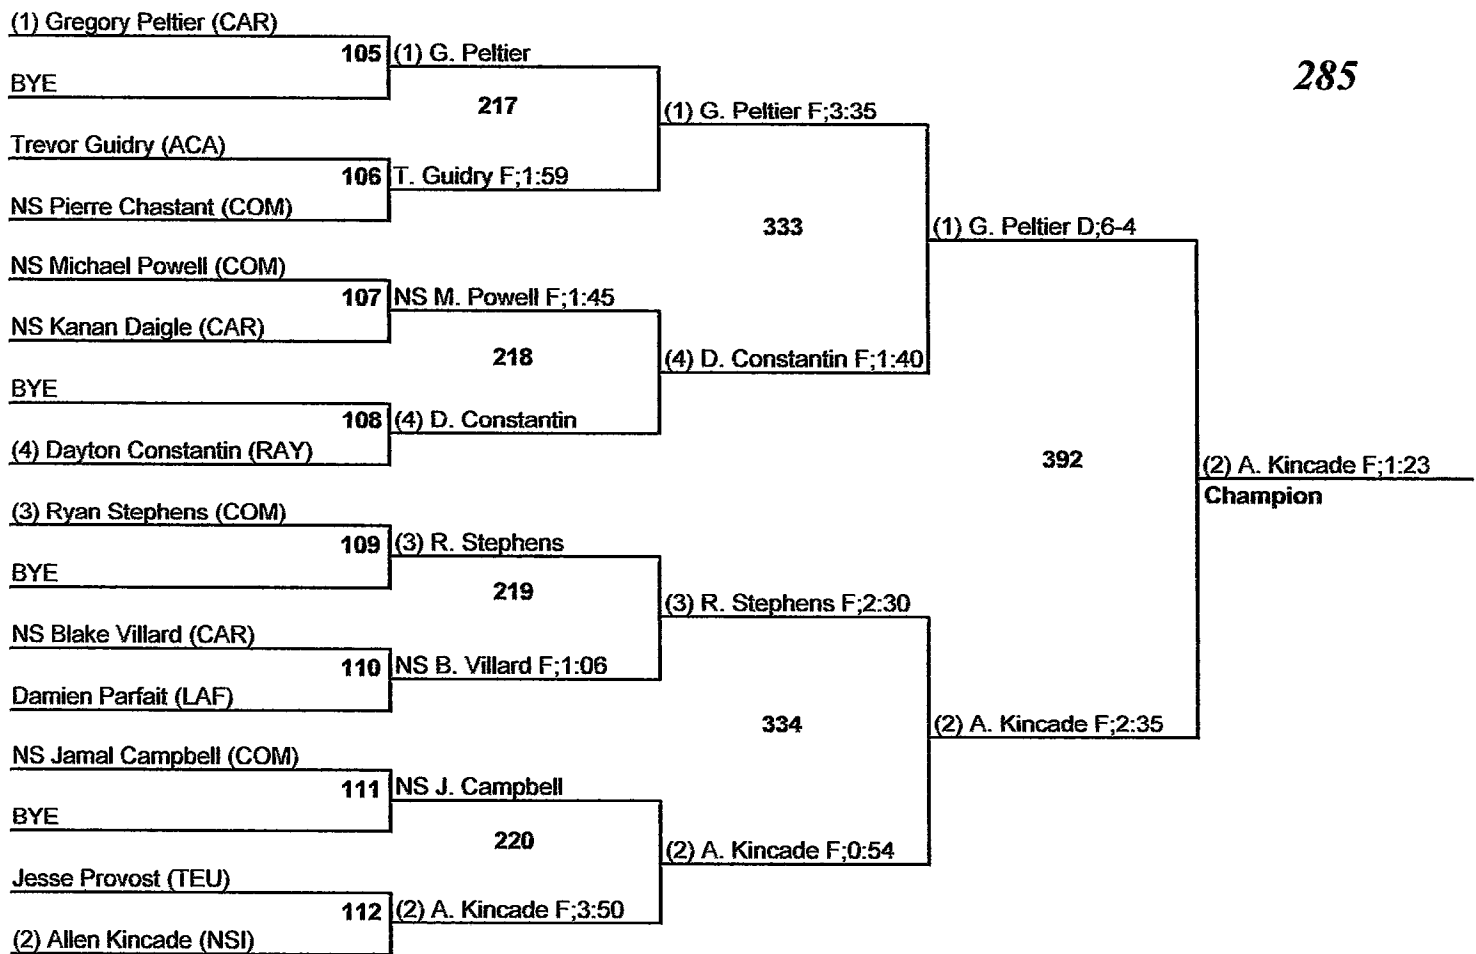 (1) Gregory Peltier (CAR)
105
(1) G. Peltier
285
BYE
217
(1) G. Peltier F;3:35
Trevor Guidry (ACA)
106
T. Guidry F;1:59
NS Pierre Chastant (COM)
333
(1) G. Peltier D;6-4
NS Michael Powell (COM)
107
NS M. Powell F;1:45
NS Kanan Daigle (CAR)
218
(4) D. Constantin F;1:40
BYE
108
(4) D. Constantin
(4) Dayton Constantin (RAY)
392
(2) A. Kincade F;1:23
Champion
(3) Ryan Stephens (COM)
109
(3) R. Stephens
BYE
219
(3) R. Stephens F;2:30
NS Blake Villard (CAR)
110
NS B. Villard F;1:06
Damien Parfait (LAF)
334
(2) A. Kincade F;2:35
NS Jamal Campbell (COM)
111
NS J. Campbell
BYE
220
(2) A. Kincade F;0:54
Jesse Provost (TEU)
112
(2) A. Kincade F;3:50
(2) Allen Kincade (NSI)